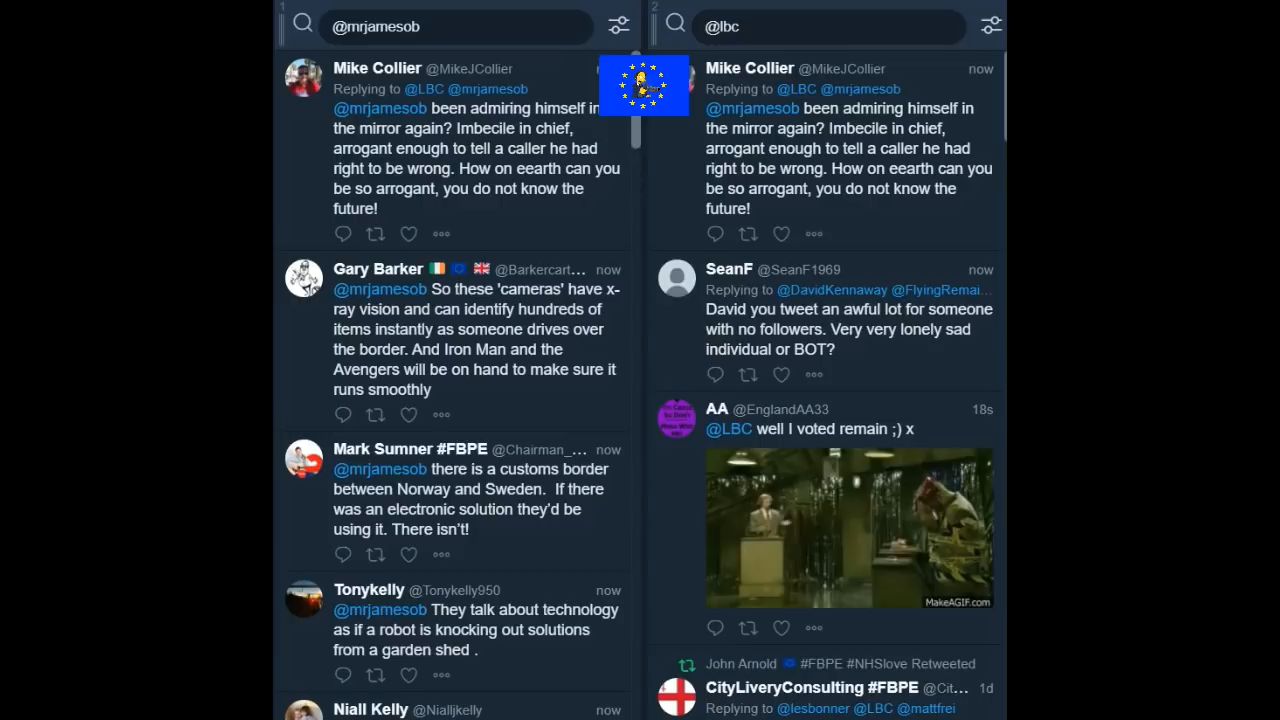 1
@mrjamesob
Mike Collier @MikeJCollier
Replying to @LBC @mrjamesob
@mrjamesob been admiring himself in
the mirror again? Imbecile in chief,
arrogant enough to tell a caller he had
right to be wrong. How on eearth can you
be so arrogant, you do not know the
future!
Gary Barker @Barkercart... now
@mrjamesob So these 'cameras' have x-
ray vision and can identify hundreds of
items instantly as someone drives over
the border. And Iron Man and the
Avengers will be on hand to make sure it
runs smoothly
Mark Sumner #FBPE @Chairman_... now
@mrjamesob there is a customs border
between Norway and Sweden. If there
was an electronic solution they'd be
using it. There isn't!
Tonykelly @Tonykelly950 now
@mrjamesob They talk about technology
as if a robot is knocking out solutions
from a garden shed .
Niall Kelly @Nialljkelly now
2
@lbc
Mike Collier @MikeJCollier now
Replying to @LBC @mrjamesob
@mrjamesob been admiring himself in
the mirror again? Imbecile in chief,
arrogant enough to tell a caller he had
right to be wrong. How on eearth can you
be so arrogant, you do not know the
future!
SeanF @SeanF1969 now
Replying to @DavidKennaway @FlyingRemai...
David you tweet an awful lot for someone
with no followers. Very very lonely sad
individual or BOT?
AA @EnglandAA33 18s
@LBC well I voted remain ;) x
MakeAGIF.com
John Arnold #FBPE #NHSlove Retweeted
CityLiveryConsulting #FBPE @Cit... 1d
Replying to @lesbonner @LBC @mattfrei